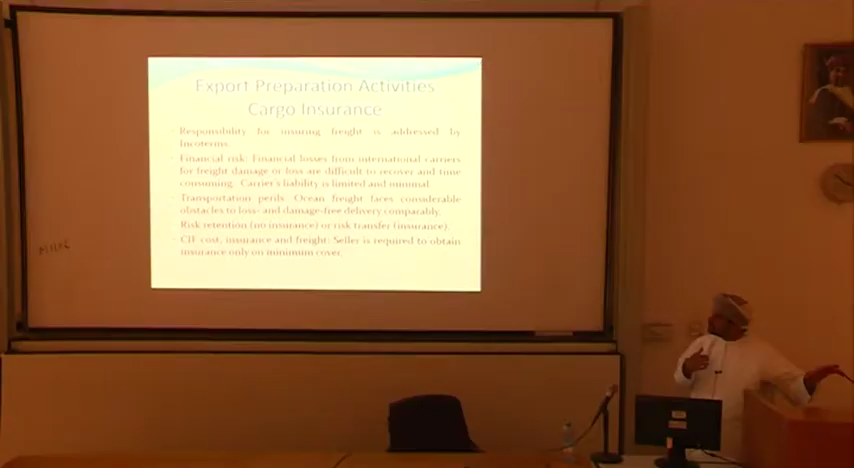 Export Preparation Activities
Cargo Insurance
Responsibility for insuring freight is addressed by
Incoterms.
Financial risk: Financial losses from international carriers
for freight damage or loss are difficult to recover and time
consuming. Carrier's liability is limited and minimal.
Transportation perils: Ocean freight faces considerable
obstacles to loss- and damage-free delivery comparably.
Risk retention (no insurance) or risk transfer (insurance).
CIF cost, insurance and freight: Seller is required to obtain
insurance only on minimum cover.